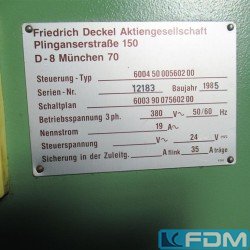 Friedrich Deckel Aktiengesellschaft
Plinganserstraße 150
D-8 München 70
Steuerung-Typ 6004 50 005602 00
Serien-Nr. 12183 Baujahr 1985
Schaltplan 6003 90 075602 00
Betriebsspannung 3 ph. 380 V~ 50/60 Hz
Nennstrom 19 A~
D-Spannung V~ 24 V=
Sicherung in der Zuleitg. A flink 35 A träge
FDM